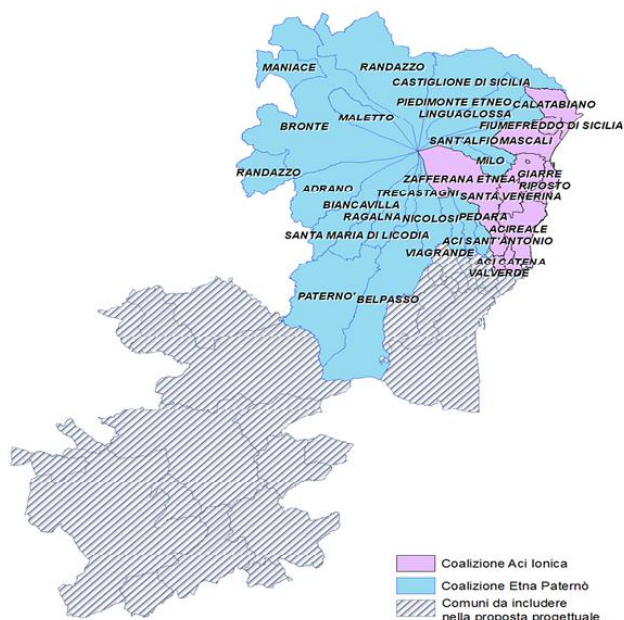 RANDAZZO
MANIACE
CASTIGLIONE DI SICILIA
PIEDIMONTE ETNEO
CALATABIANO
LINGUAGLOSSA
MALETTO
FIUMEFREDDO DI SICILIA
BRONTE
SANT'ALFIO
MASCALI
MILO
RANDAZZO
ZAFFERANA ETNEA
GIARRE
RIPOSTO
ADRANO
TRECASTAGNI
SANTA VENERINA
BIANCAVILLA
RAGALNA
NICOLOSI
PEDARA
ACIREALE
SANTA MARIA DI LICODIA
ACI SANT'ANTONIO
VIAGRANDE
ACI CATENA
VALVERDE
PATERNO'
BELPASSO
Coalizione Aci Ionica
Coalizione Etna Paternò
Comuni da includere
nella proposta progettuale